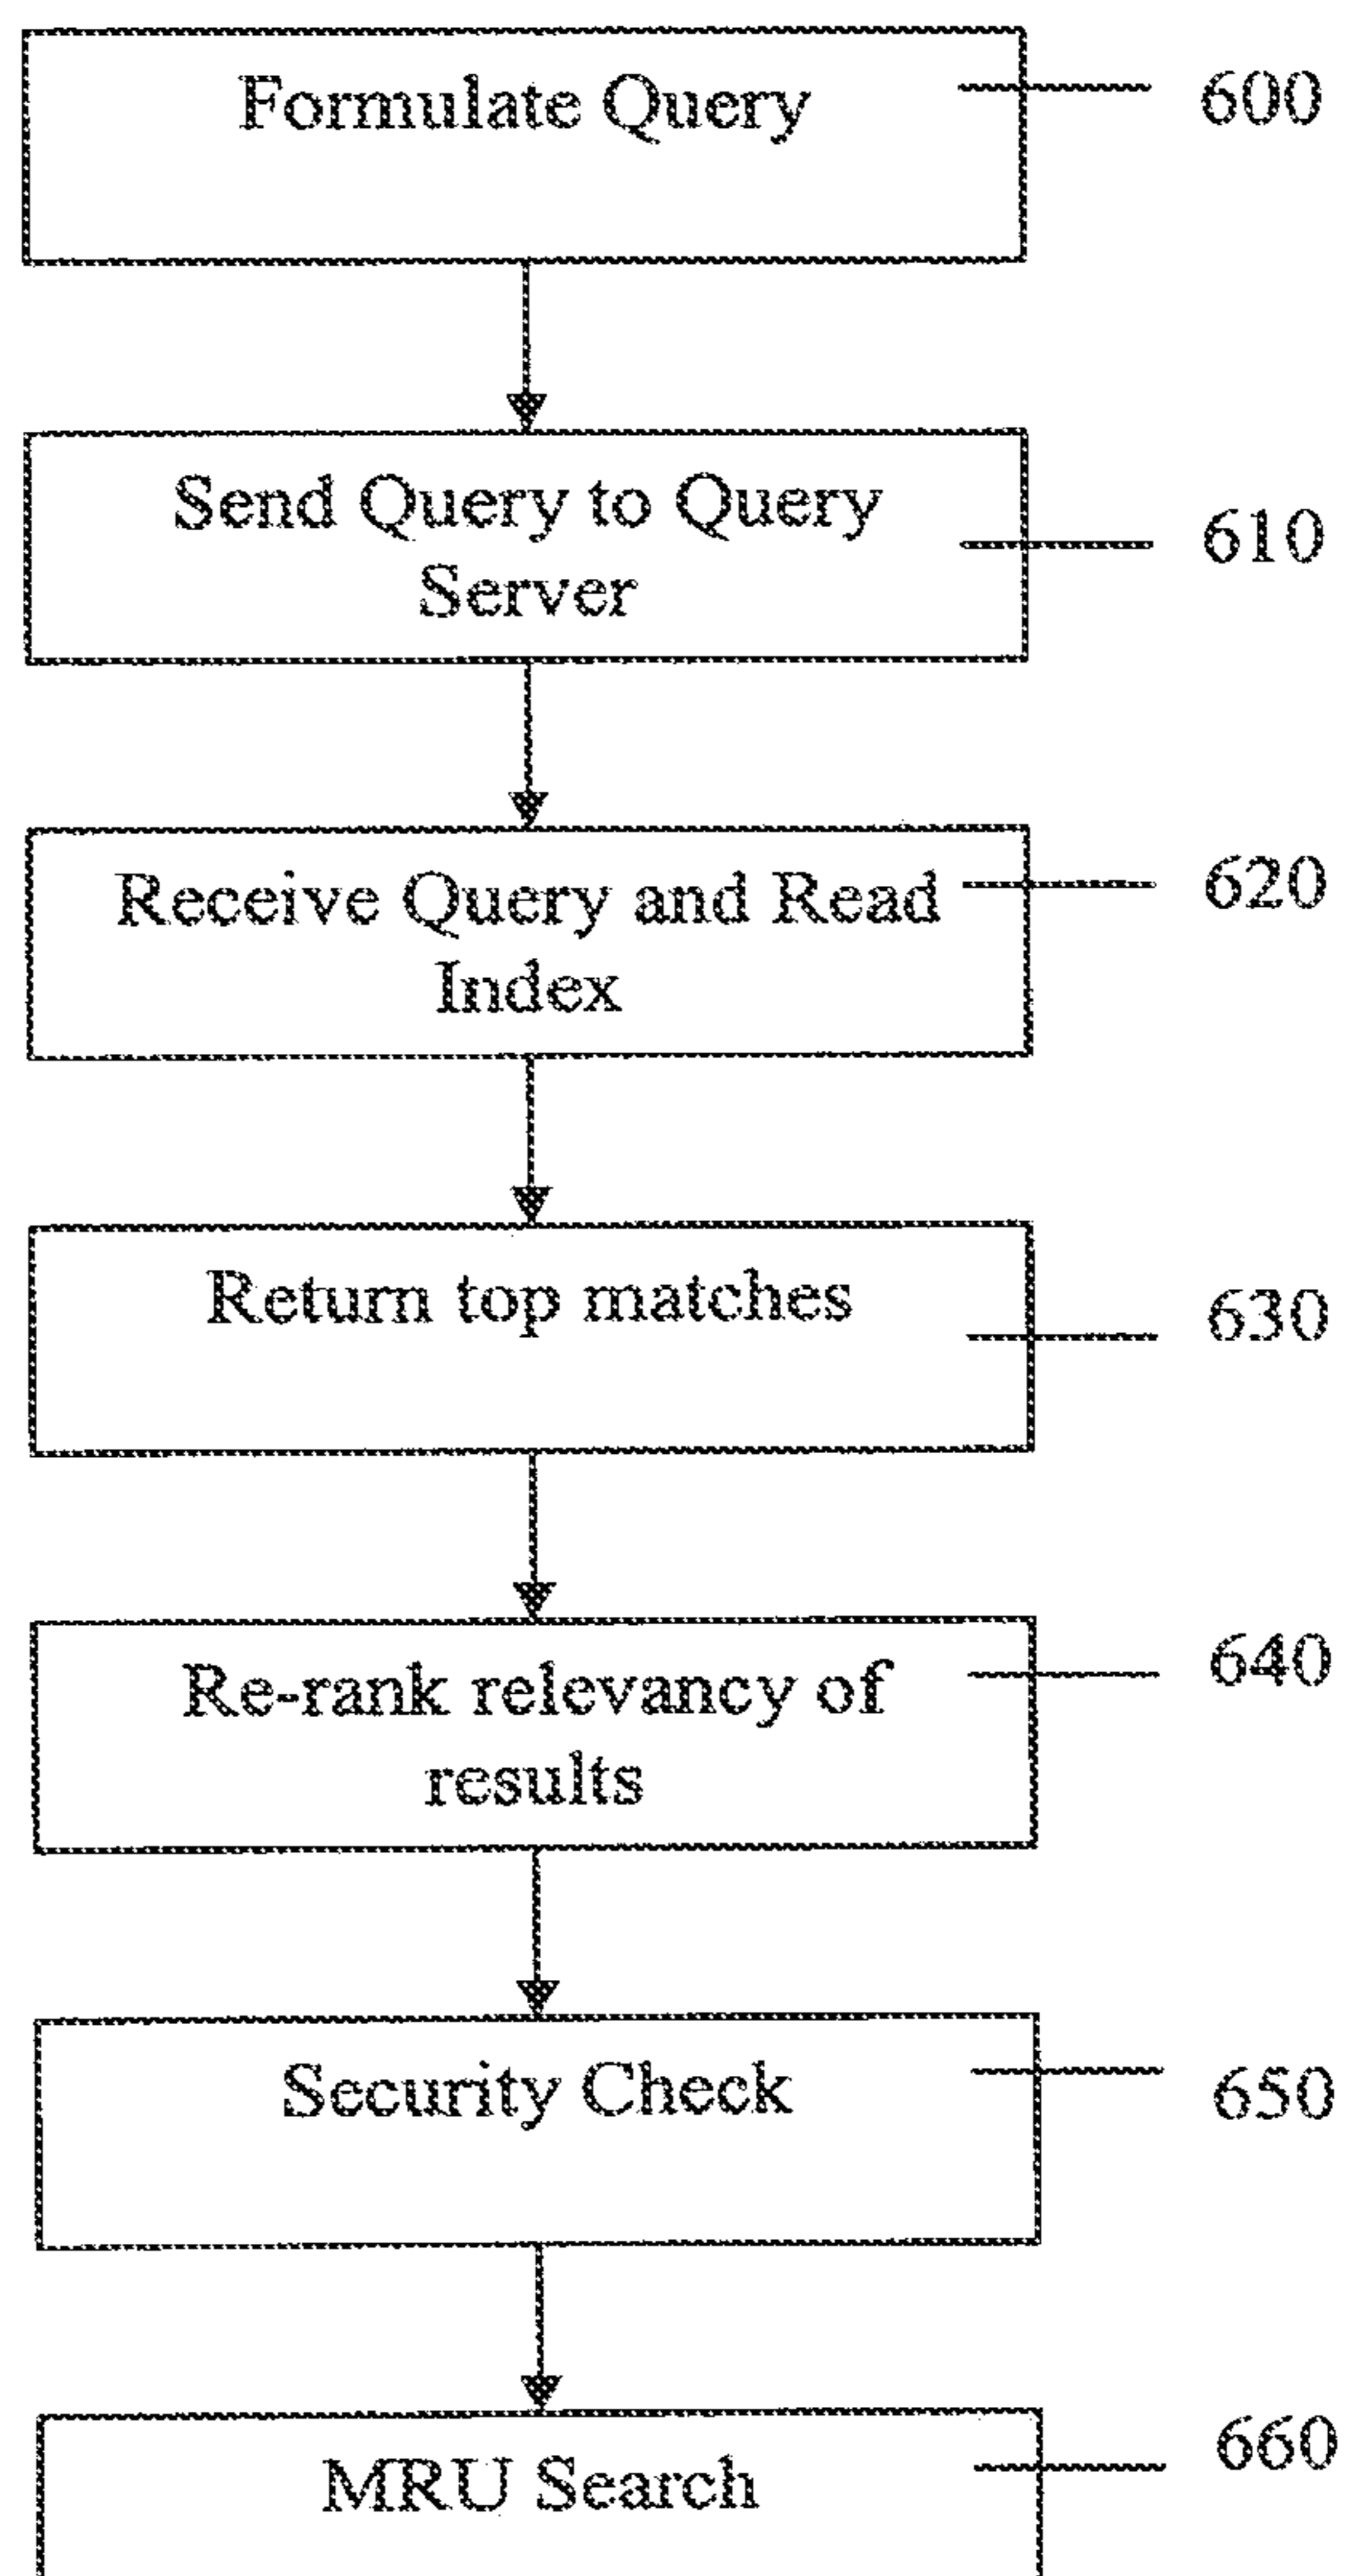 Formulate Query
600
Send Query to Query
Server
610
Receive Query and Read
Index
620
Return top matches
630
Re-rank relevancy of
results
640
Security Check
650
MRU Search
660